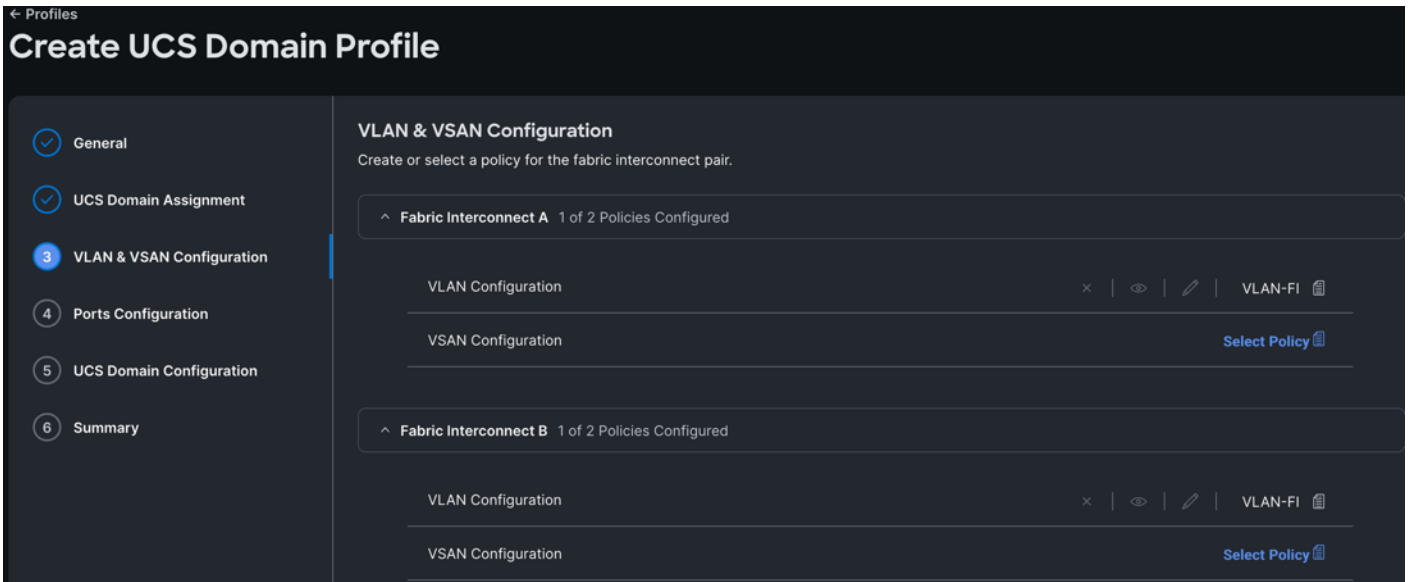 ← Profiles
Create UCS Domain Profile
General
UCS Domain Assignment
3 VLAN & VSAN Configuration
4 Ports Configuration
5 UCS Domain Configuration
6 Summary
VLAN & VSAN Configuration
Create or select a policy for the fabric interconnect pair.
Fabric Interconnect A 1 of 2 Policies Configured
VLAN Configuration VLAN-FI
VSAN Configuration Select Policy
Fabric Interconnect B 1 of 2 Policies Configured
VLAN Configuration VLAN-FI
VSAN Configuration Select Policy